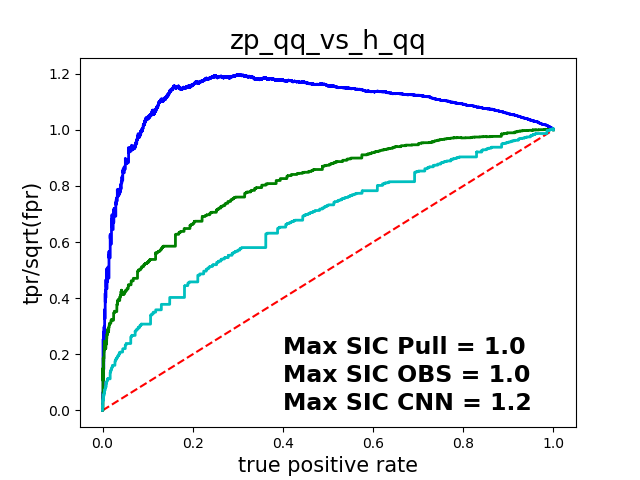 zp_qq_vs_h_qq
1.2
1.0
0.8
0.6
0.4
0.2
0.0
tpr/sqrt(fpr)
Max SIC Pull = 1.0
Max SIC OBS = 1.0
Max SIC CNN = 1.2
0.0 0.2 0.4 0.6 0.8 1.0
true positive rate